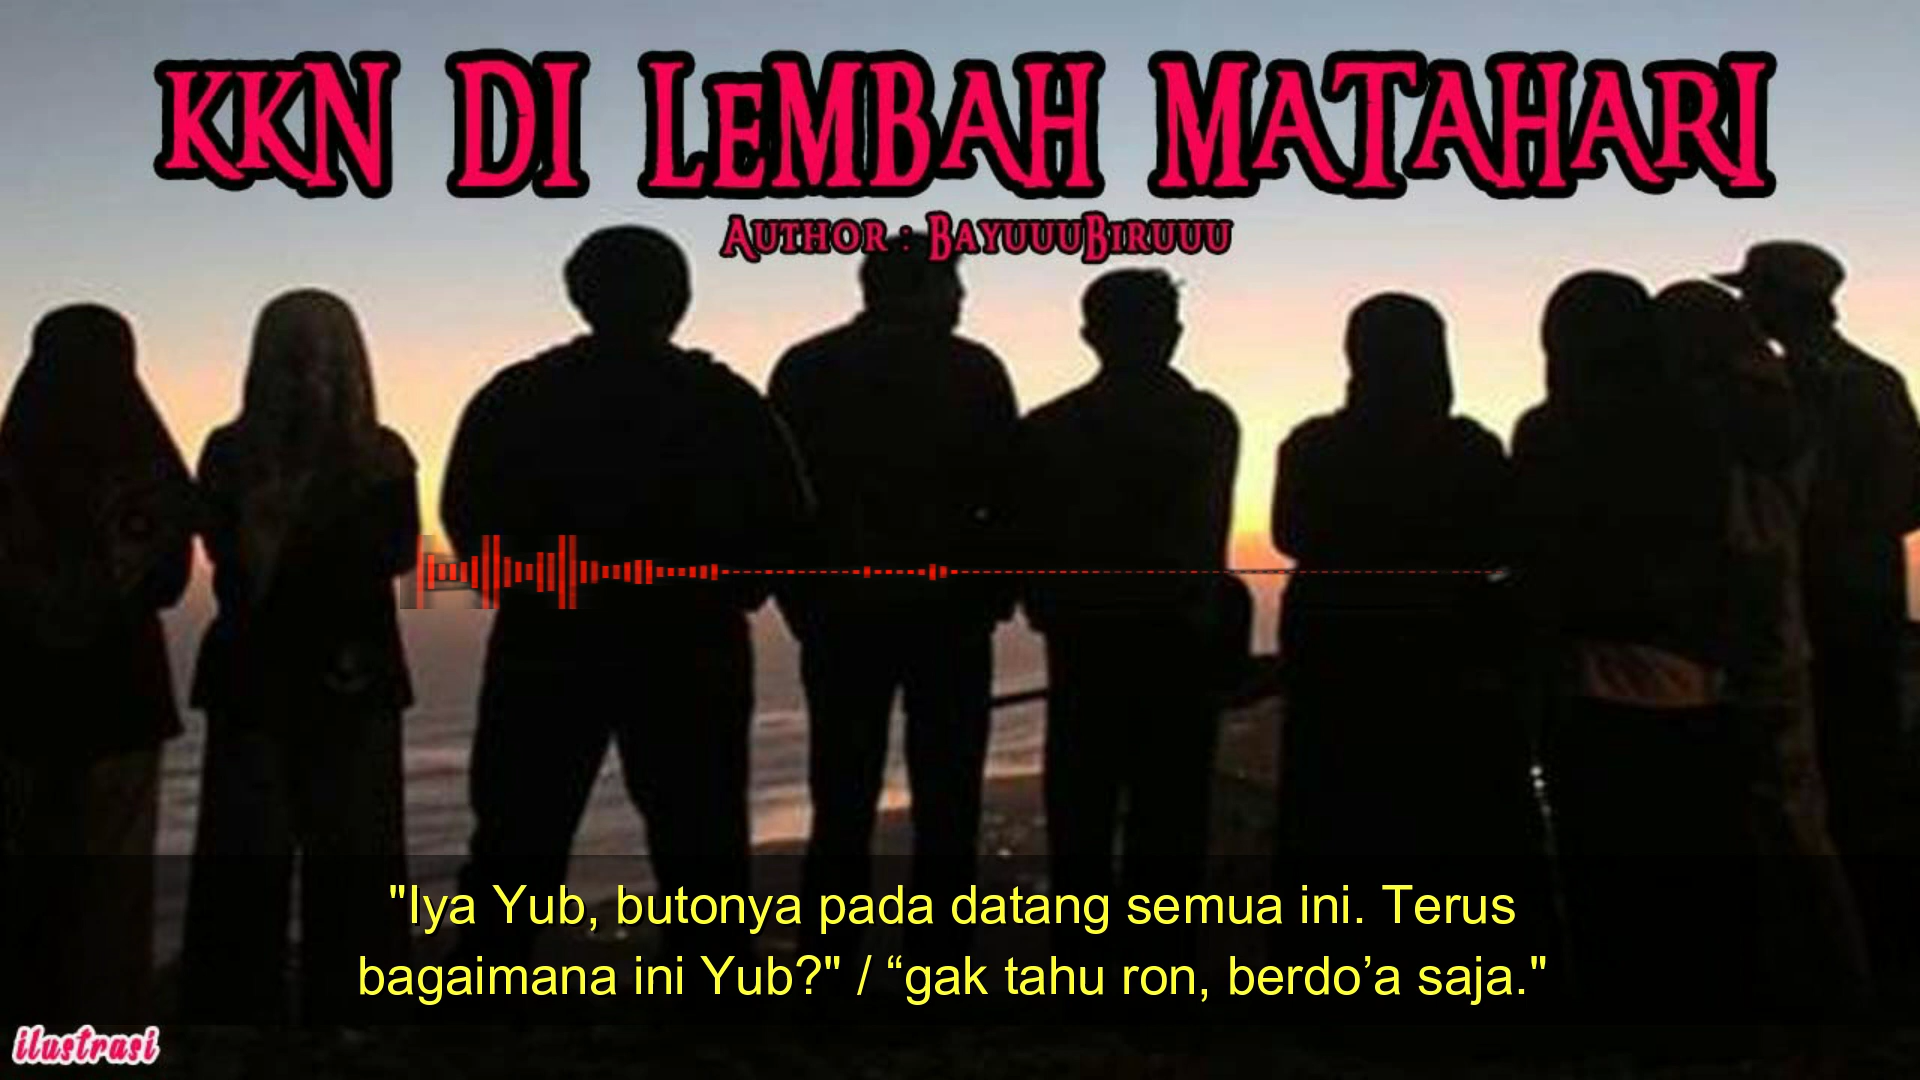 KKN DI LeMBAH MATAHARI
AUTHOR : BAYUUUBIRUUU
"Iya Yub, butonya pada datang semua ini. Terus
bagaimana ini Yub?" / “gak tahu ron, berdo’a saja."
ilustrasi